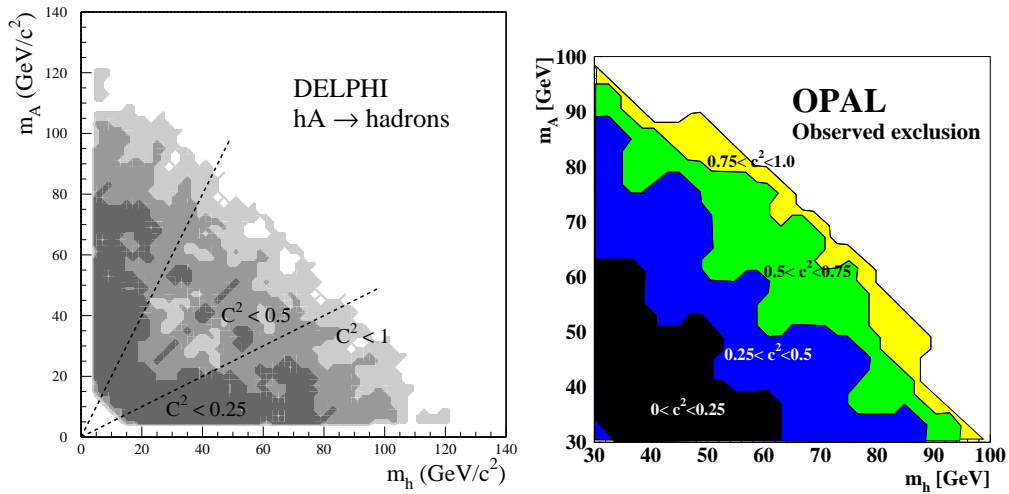 m_A (GeV/c²)
140
120
100
80
60
40
20
0
DELPHI
hA → hadrons
C² < 0.5
C² < 1
C² < 0.25
0 20 40 60 80 100 120 140
m_h (GeV/c²)
m_A [GeV]
100
90
80
70
60
50
40
30
OPAL
Observed exclusion
0.75< c²<1.0
0.5< c²<0.75
0.25< c²<0.5
0< c²<0.25
30 40 50 60 70 80 90 100
m_h [GeV]